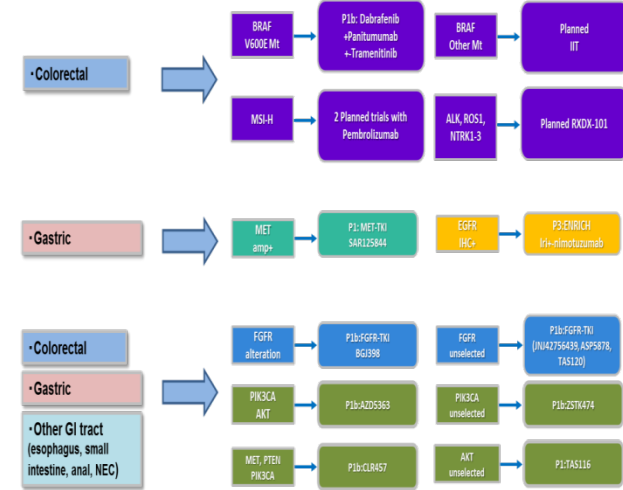 ·Colorectal
BRAF
V600E Mt
P1b: Dabrafenib
+Panitumumab
+-Tramenitinib
BRAF
Other Mt
Planned
IIT
MSI-H
2 Planned trials with
Pembrolizumab
ALK, ROS1,
NTRK1-3
Planned RXDX-101
·Gastric
MET
amp+
P1: MET-TKI
SAR125844
EGFR
IHC+
P3:ENRICH
Iri+-nimotuzumab
·Colorectal
·Gastric
·Other GI tract
(esophagus, small
intestine, anal, NEC)
FGFR
alteration
P1b:FGFR-TKI
BGJ398
FGFR
unselected
P1b:FGFR-TKI
(JNJ42756439, ASP5878,
TAS120)
PIK3CA
AKT
P1b:AZD5363
PIK3CA
unselected
P1b:ZSTK474
MET, PTEN
PIK3CA
P1b:CLR457
AKT
unselected
P1:TAS116